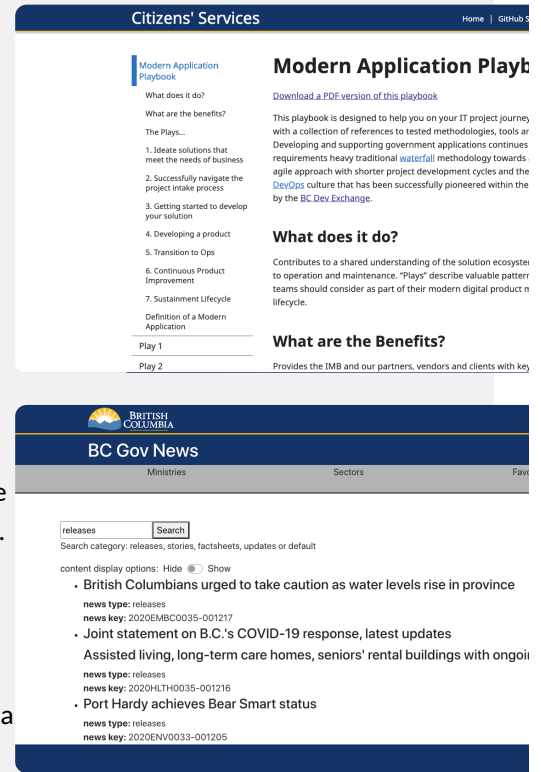 Citizens' Services
Home | GitHub S
Modern Application
Playbook
What does it do?
What are the benefits?
The Plays...
1. Ideate solutions that
meet the needs of business
2. Successfully navigate the
project intake process
3. Getting started to develop
your solution
4. Developing a product
5. Transition to Ops
6. Continuous Product
Improvement
7. Sustainment Lifecycle
Definition of a Modern
Application
Play 1
Play 2
Modern Application Playb
Download a PDF version of this playbook
This playbook is designed to help you on your IT project journey
with a collection of references to tested methodologies, tools ar
Developing and supporting government applications continues
requirements heavy traditional waterfall methodology towards a
agile approach with shorter project development cycles and the
DevOps culture that has been successfully pioneered within the
by the BC Dev Exchange.
What does it do?
Contributes to a shared understanding of the solution ecosyster
to operation and maintenance. “Plays” describe valuable pattern
teams should consider as part of their modern digital product m
lifecycle.
What are the Benefits?
Provides the IMB and our partners, vendors and clients with key
BRITISH
COLUMBIA
BC Gov News
Ministries
Sectors
Favo
e
.
a
releases Search
Search category: releases, stories, factsheets, updates or default
content display options: Hide Show
• British Columbians urged to take caution as water levels rise in province
news type: releases
news key: 2020EMBC0035-001217
• Joint statement on B.C.'s COVID-19 response, latest updates
Assisted living, long-term care homes, seniors' rental buildings with ongoin
news type: releases
news key: 2020HLTH0035-001216
• Port Hardy achieves Bear Smart status
news type: releases
news key: 2020ENV0033-001205